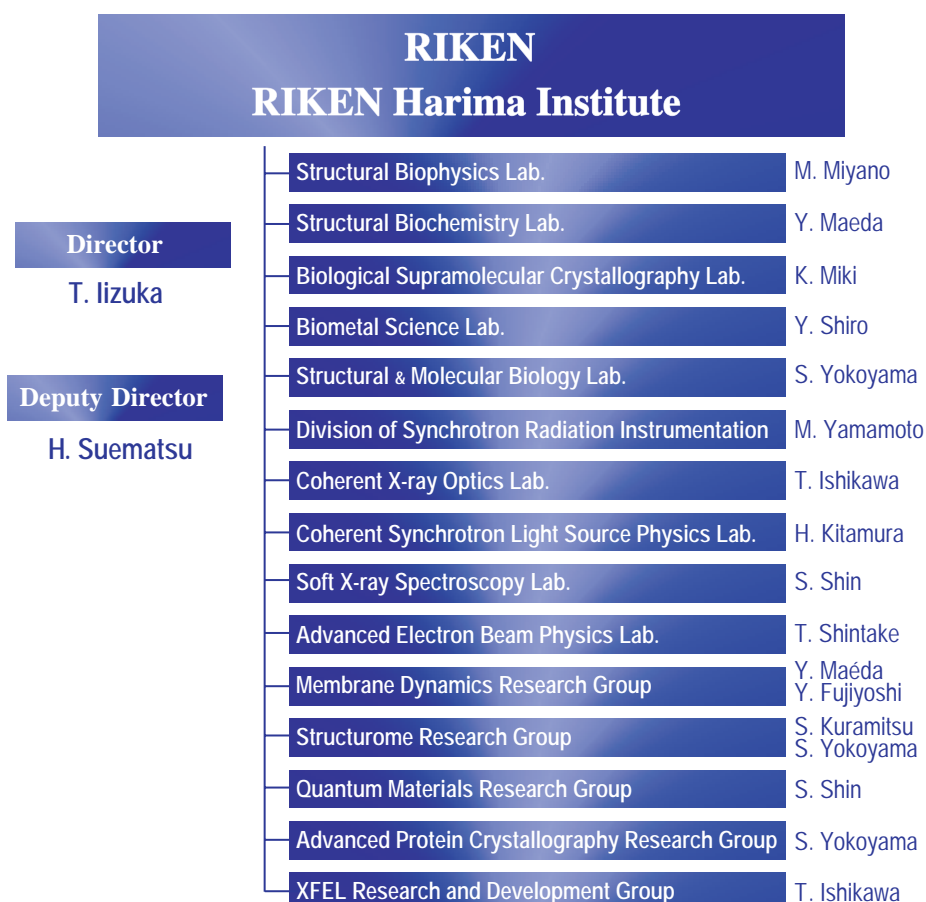 RIKEN
RIKEN Harima Institute
Director
T. Iizuka
Deputy Director
H. Suematsu
Structural Biophysics Lab. M. Miyano
Structural Biochemistry Lab. Y. Maeda
Biological Supramolecular Crystallography Lab. K. Miki
Biometal Science Lab. Y. Shiro
Structural & Molecular Biology Lab. S. Yokoyama
Division of Synchrotron Radiation Instrumentation M. Yamamoto
Coherent X-ray Optics Lab. T. Ishikawa
Coherent Synchrotron Light Source Physics Lab. H. Kitamura
Soft X-ray Spectroscopy Lab. S. Shin
Advanced Electron Beam Physics Lab. T. Shintake
Membrane Dynamics Research Group Y. Maéda
Y. Fujiyoshi
Structurome Research Group S. Kuramitsu
S. Yokoyama
Quantum Materials Research Group S. Shin
Advanced Protein Crystallography Research Group S. Yokoyama
XFEL Research and Development Group T. Ishikawa